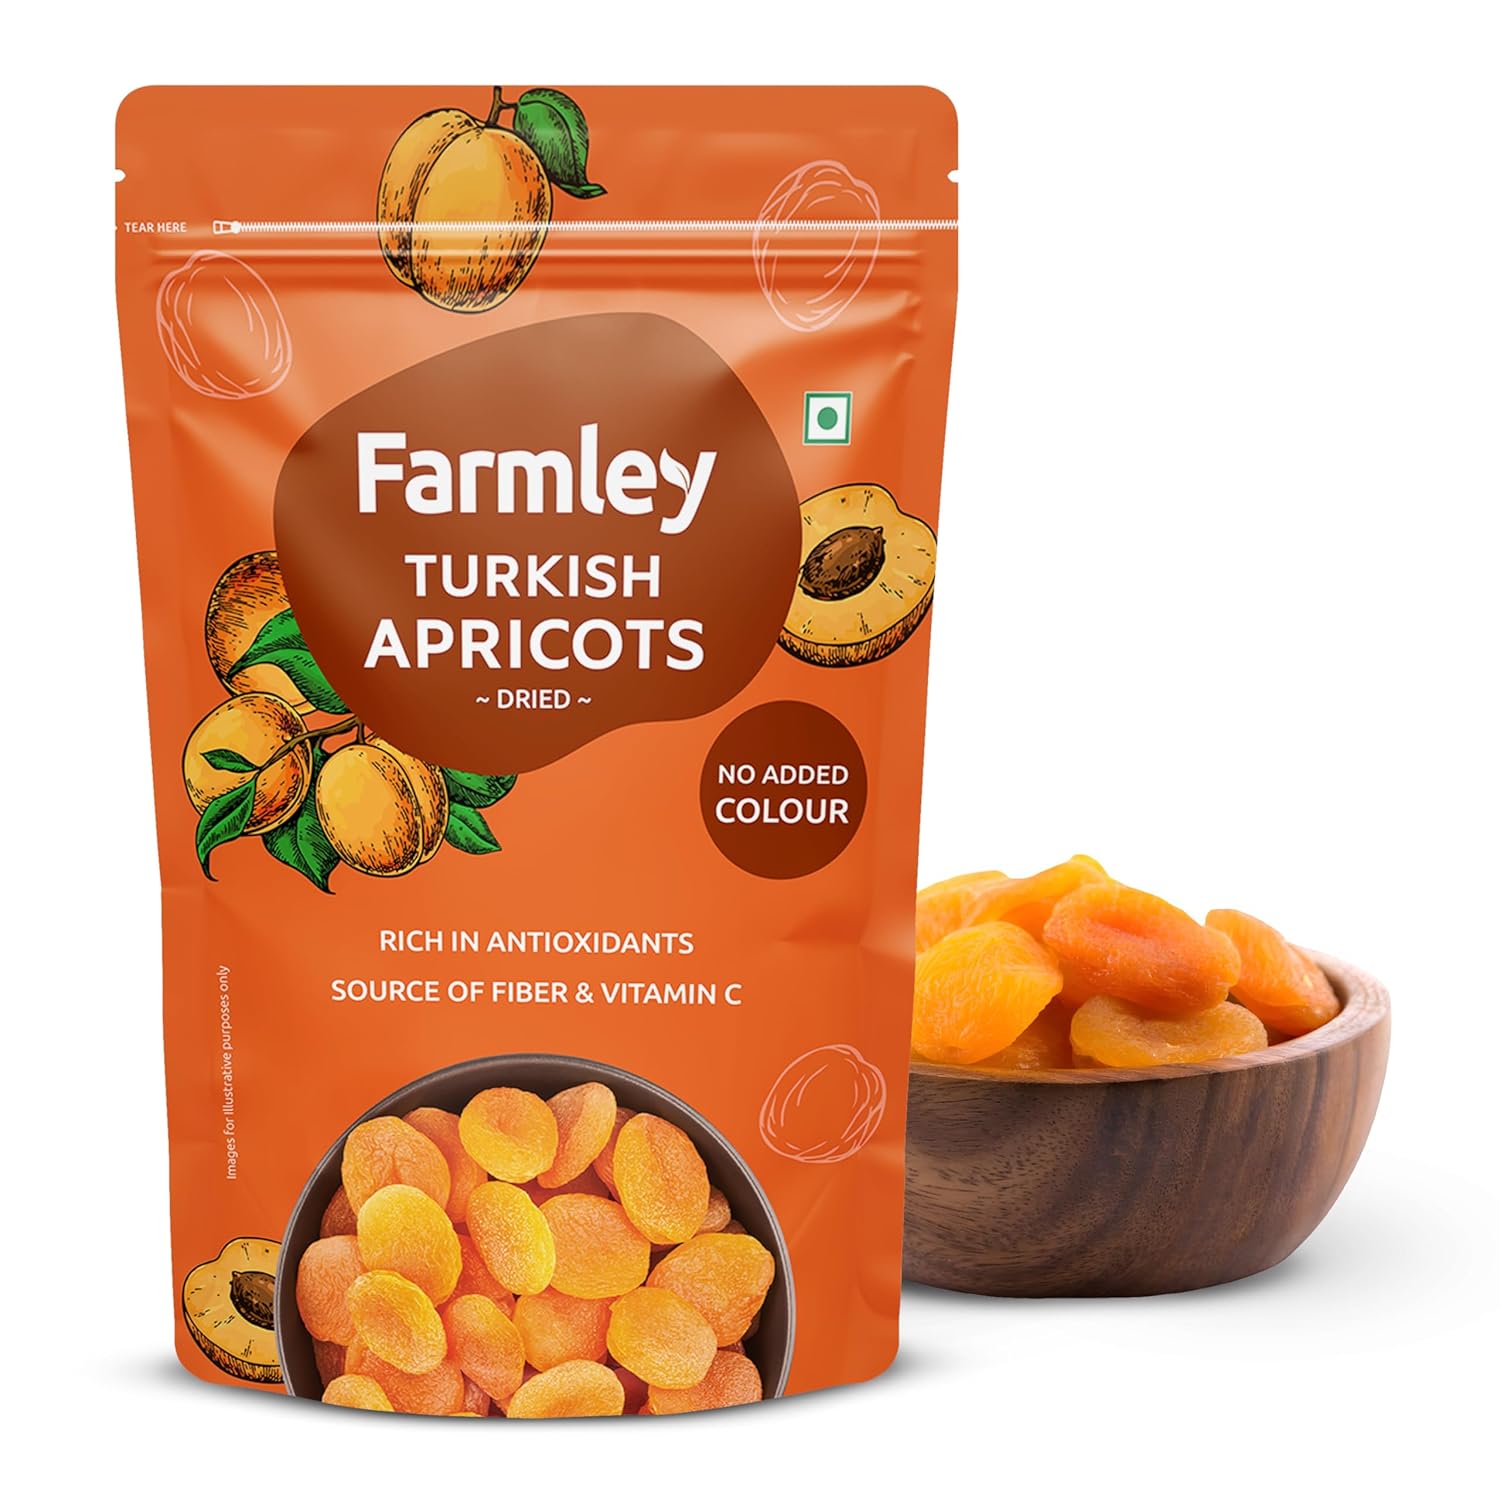 TEAR HERE
Farmley
TURKISH
APRICOTS
~ DRIED ~
NO ADDED
COLOUR
RICH IN ANTIOXIDANTS
SOURCE OF FIBER & VITAMIN C
Images for Illustrative purposes only